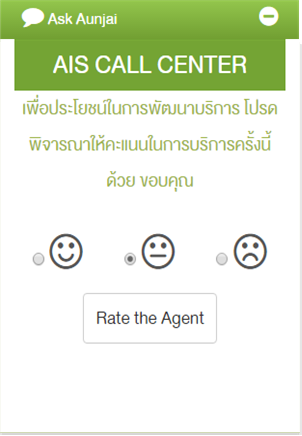 Ask Aunjai
AIS CALL CENTER
เพื่อประโยชน์ในการพัฒนาบริการ โปรด
พิจารณาให้คะแนนในการบริการครั้งนี้
ด้วย ขอบคุณ
Rate the Agent